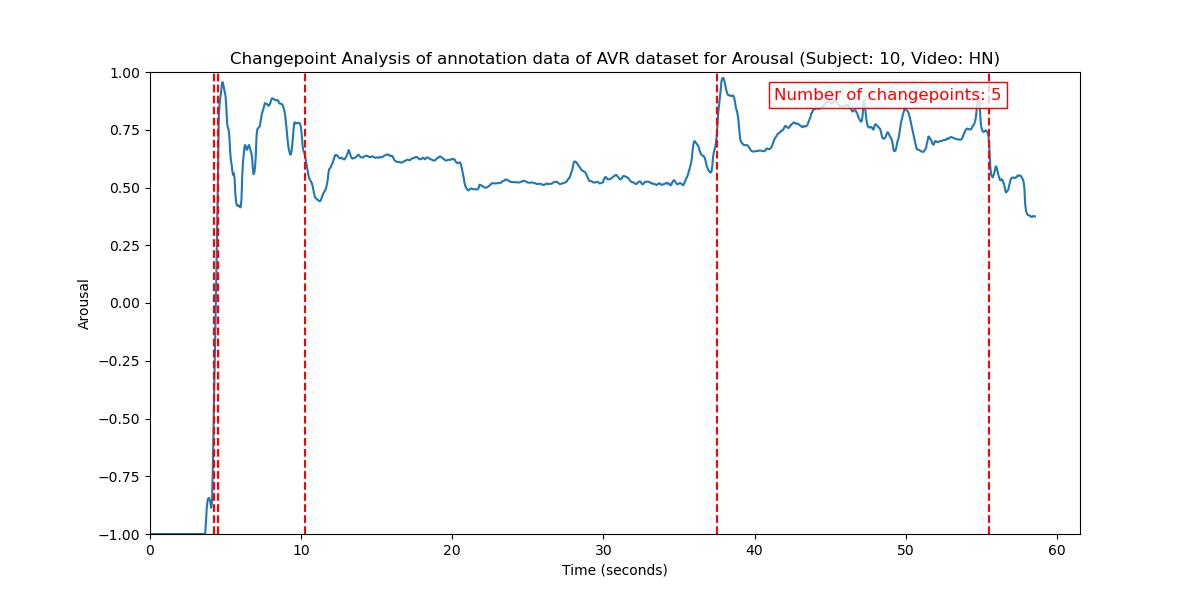 Changepoint Analysis of annotation data of AVR dataset for Arousal (Subject: 10, Video: HN)
Number of changepoints: 5
1.00
0.75
0.50
0.25
0.00
−0.25
−0.50
−0.75
−1.00
Arousal
0 10 20 30 40 50 60
Time (seconds)